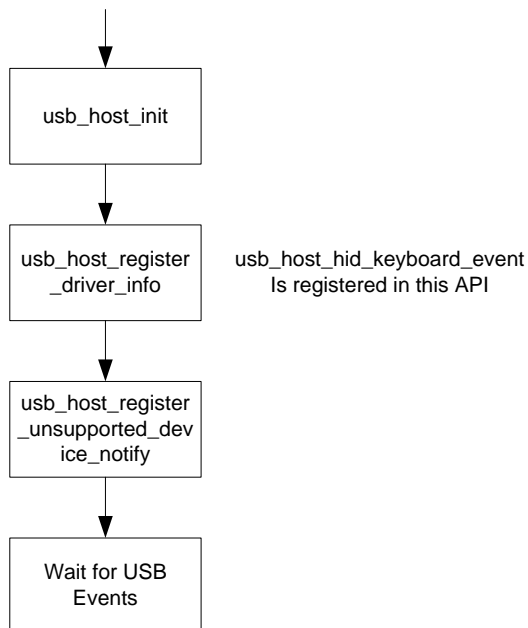 usb_host_init
usb_host_register
_driver_info
usb_host_hid_keyboard_event
Is registered in this API
usb_host_register
_unsupported_dev
ice_notify
Wait for USB
Events